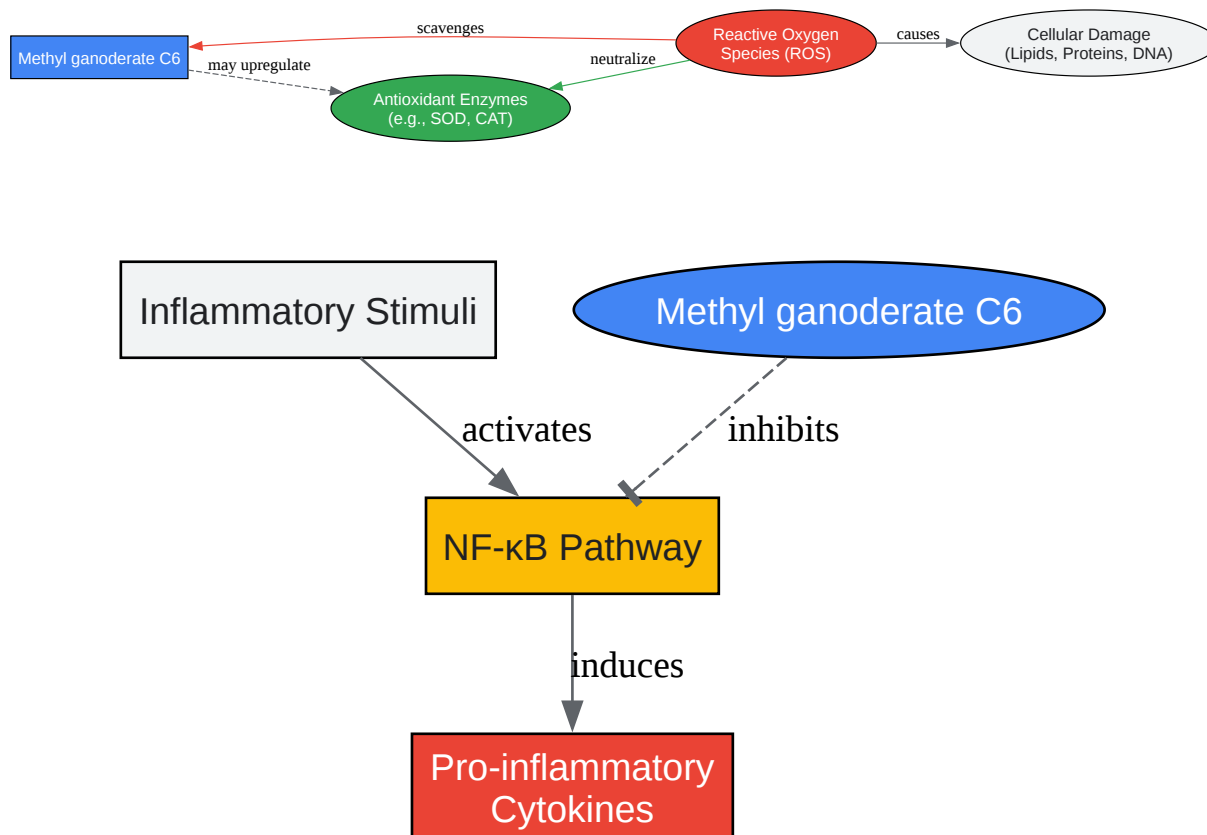 scavenges
Reactive Oxygen
Species (ROS)
causes
Cellular Damage
(Lipids, Proteins, DNA)
Methyl ganoderate C6
may upregulate
neutralize
Antioxidant Enzymes
(e.g., SOD, CAT)
Inflammatory Stimuli
Methyl ganoderate C6
activates
inhibits
NF-κB Pathway
induces
Pro-inflammatory
Cytokines